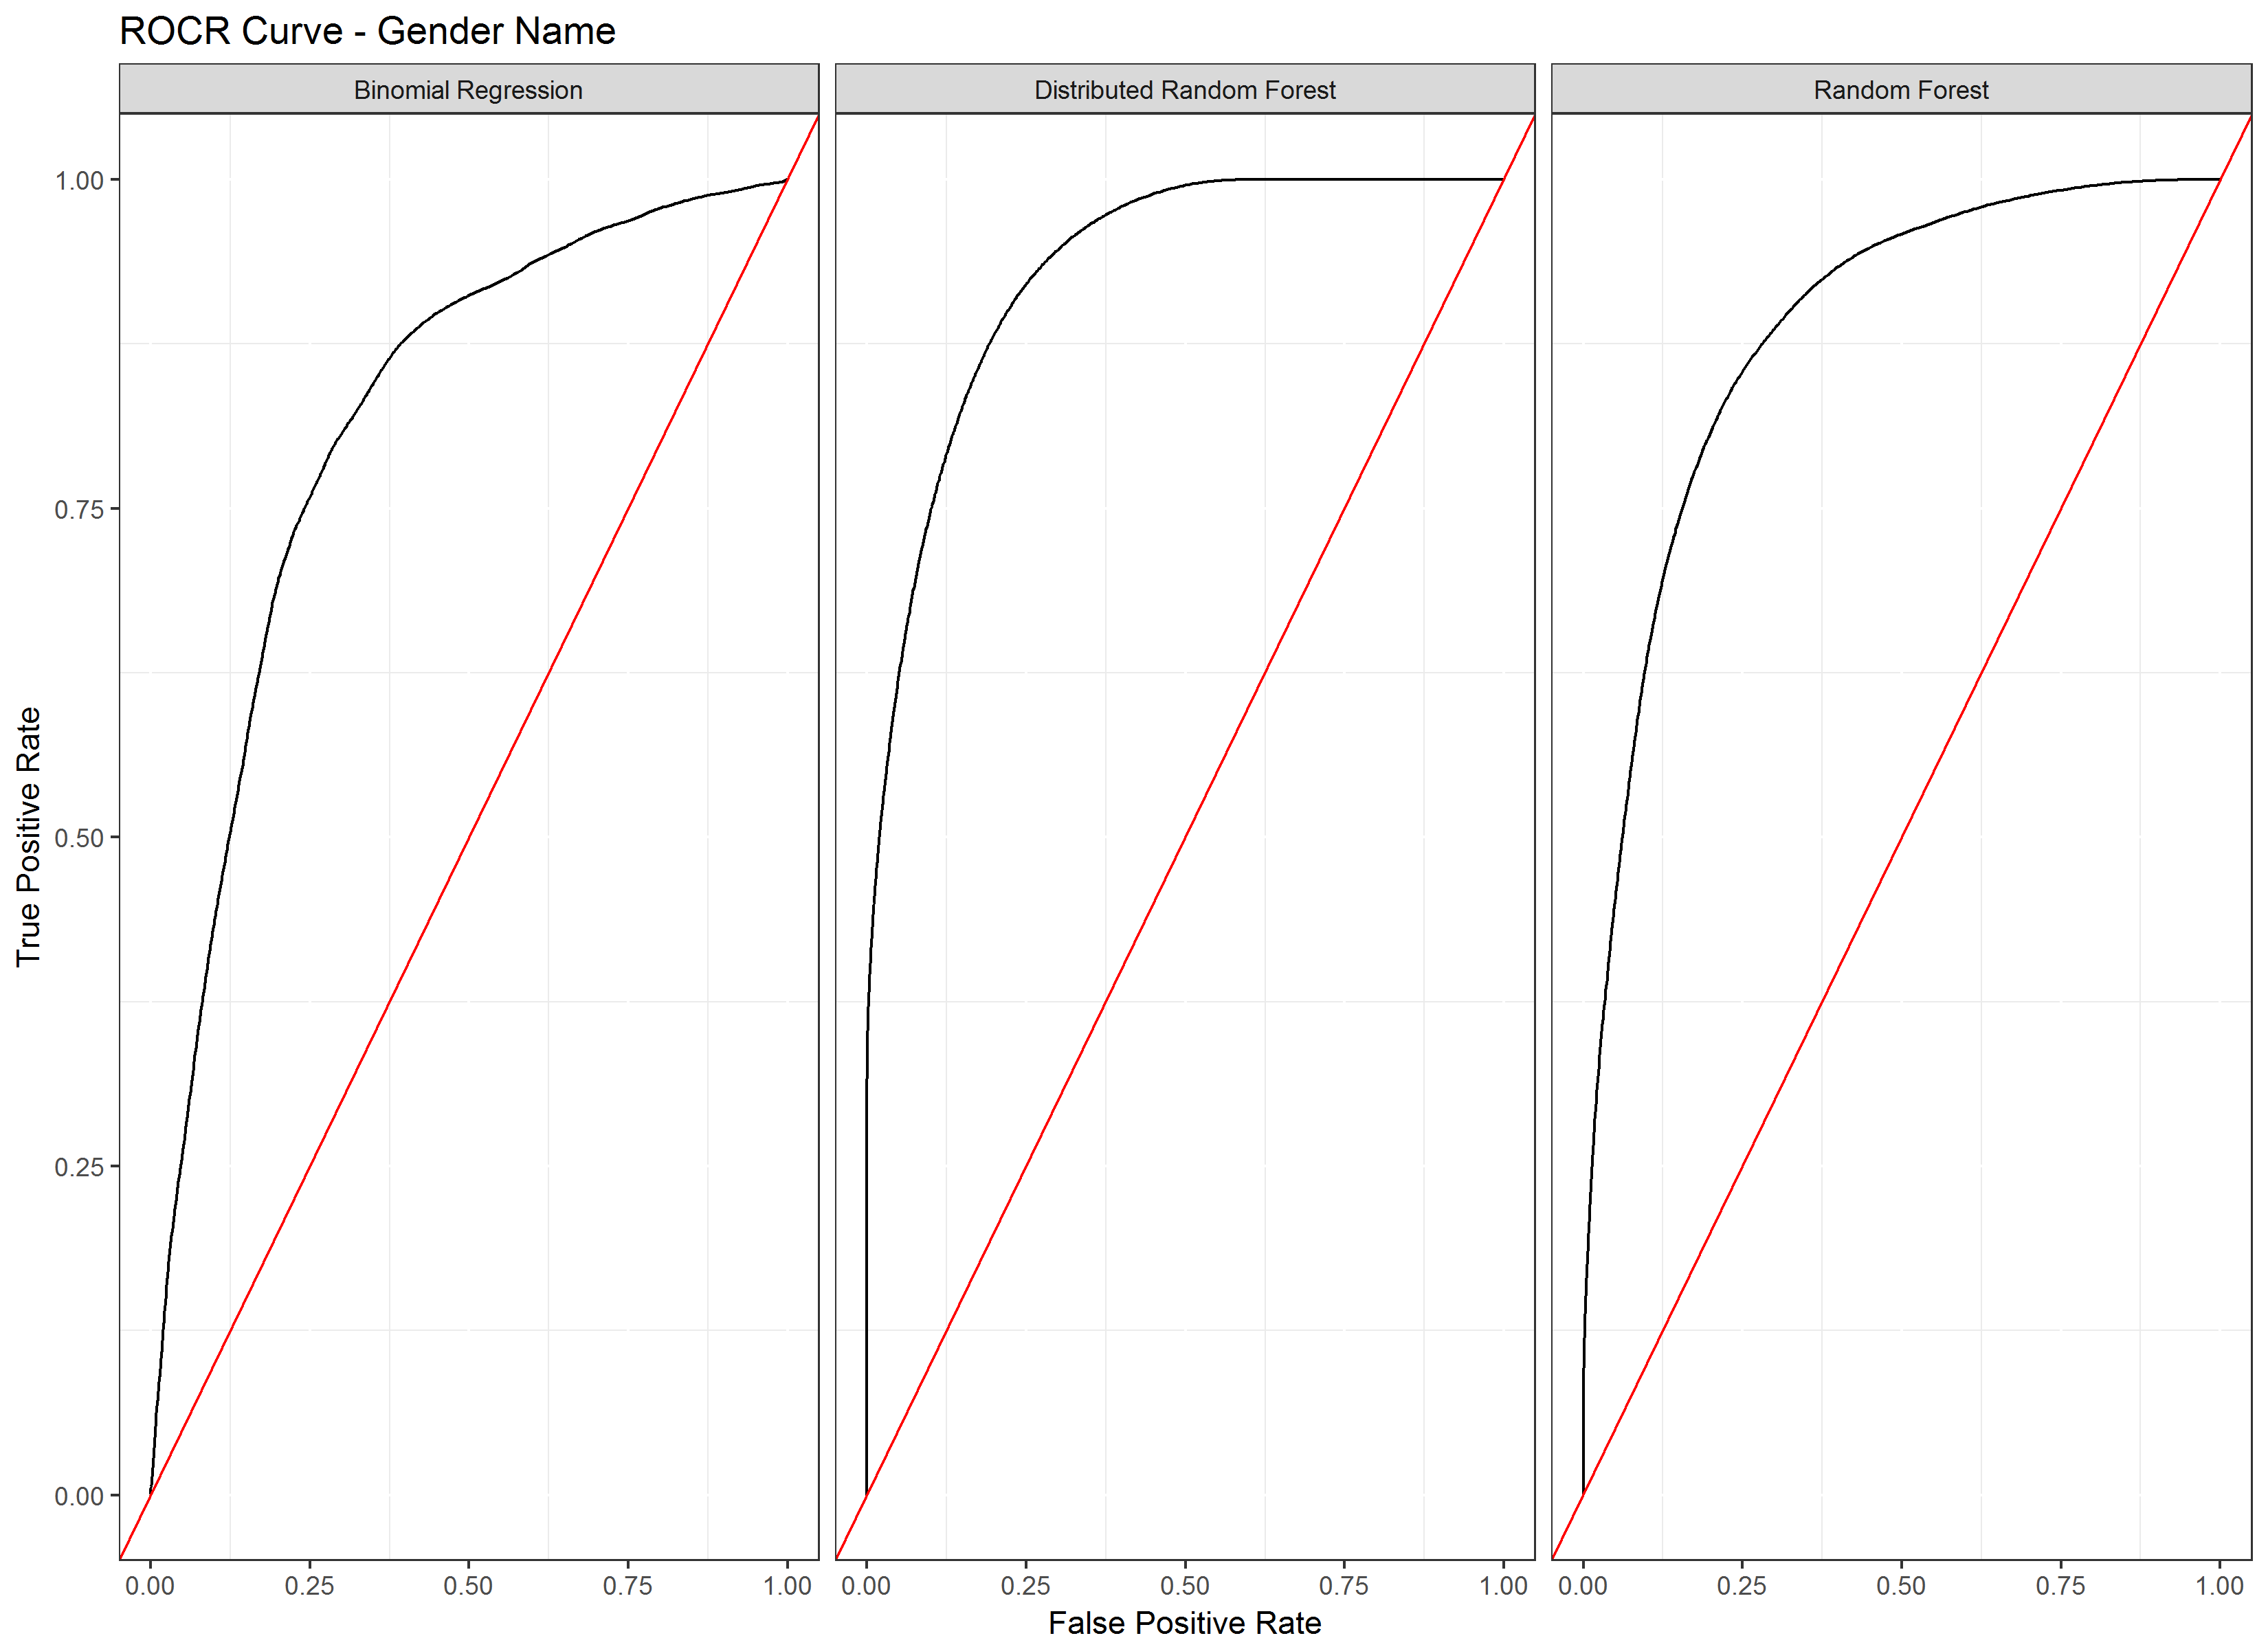 ROCR Curve - Gender Name
Binomial Regression
Distributed Random Forest
Random Forest
True Positive Rate
1.00
0.75
0.50
0.25
0.00
0.00 0.25 0.50 0.75 1.00
0.00 0.25 0.50 0.75 1.00
0.00 0.25 0.50 0.75 1.00
False Positive Rate